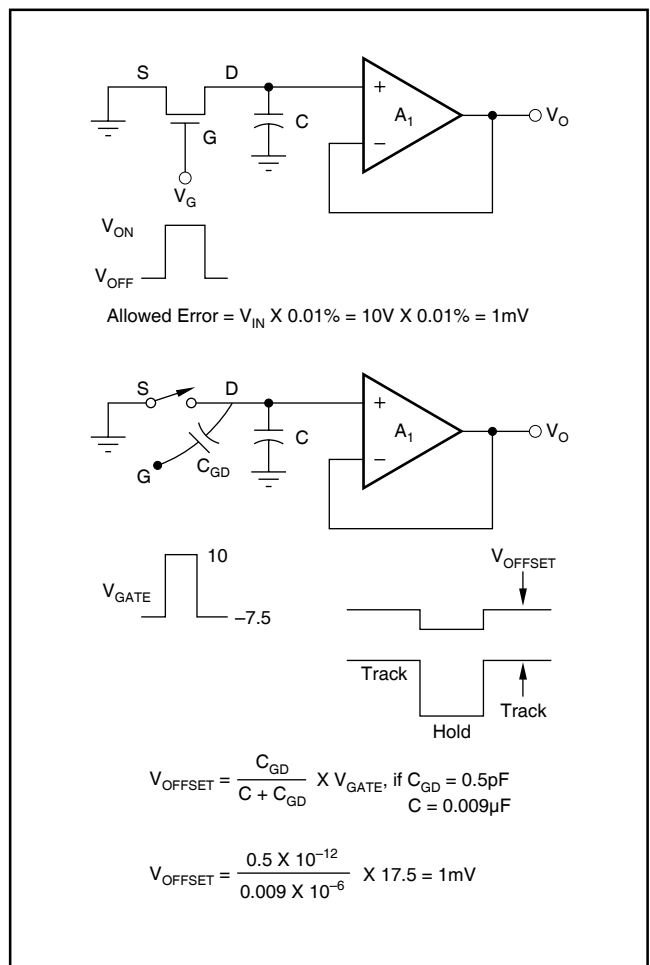 S D
G
C
+
−
A1
VO
VG
VON
VOFF
Allowed Error = VIN X 0.01% = 10V X 0.01% = 1mV
S D
C
CGD
G
+
−
A1
VO
VGATE
10
–7.5
VOFFSET
Track
Hold
Track
VOFFSET = CGD / C + CGD X VGATE, if CGD = 0.5pF
C = 0.009µF
VOFFSET = 0.5 X 10–12 / 0.009 X 10–6 X 17.5 = 1mV